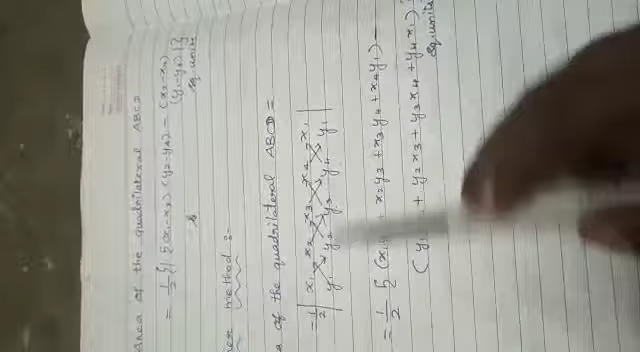 Area of the quadrilateral ABCD
= 1/2 { | (x₁-x₃) (y₂-y₄) - (x₂-x₄)
(y₁-y₃) | }
sq units
method :-
of the quadrilateral ABCD =
= 1/2 | x₁ x₂ x₃ x₄ x₁ |
y₁ y₂ y₃ y₄ y₁
= 1/2 { (x₁ + x₂y₃ + x₃y₄ + x₄y₁) -
(y₁ + y₂x₃ + y₃x₄ + y₄x₁) }
sq units